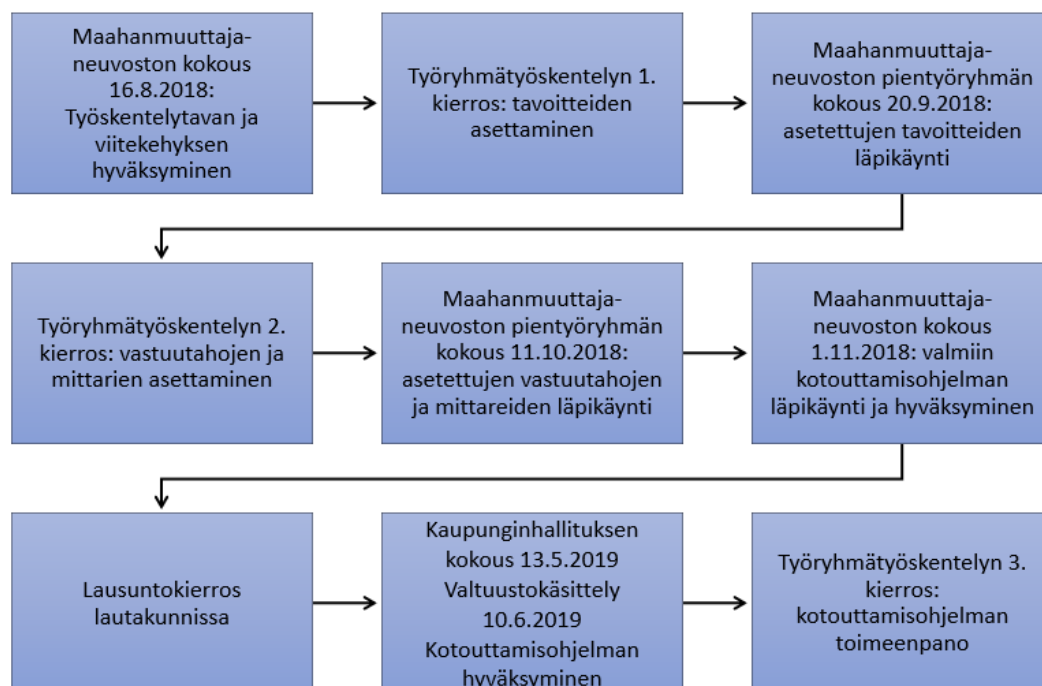 Maahanmuuttaja-
neuvoston kokous
16.8.2018:
Työskentelytavan ja
viitekehyksen
hyväksyminen
Työryhmätyöskentelyn 1.
kierros: tavoitteiden
asettaminen
Maahanmuuttaja-
neuvoston pientyöryhmän
kokous 20.9.2018:
asetettujen tavoitteiden
läpikäynti
Työryhmätyöskentelyn 2.
kierros: vastuutahojen ja
mittarien asettaminen
Maahanmuuttaja-
neuvoston pientyöryhmän
kokous 11.10.2018:
asetettujen vastuutahojen
ja mittareiden läpikäynti
Maahanmuuttaja-
neuvoston kokous
1.11.2018: valmiin
kotouttamisohjelman
läpikäynti ja hyväksyminen
Lausuntokierros
lautakunnissa
Kaupunginhallituksen
kokous 13.5.2019
Valtuustokäsittely
10.6.2019
Kotouttamisohjelman
hyväksyminen
Työryhmätyöskentelyn 3.
kierros:
kotouttamisohjelman
toimeenpano